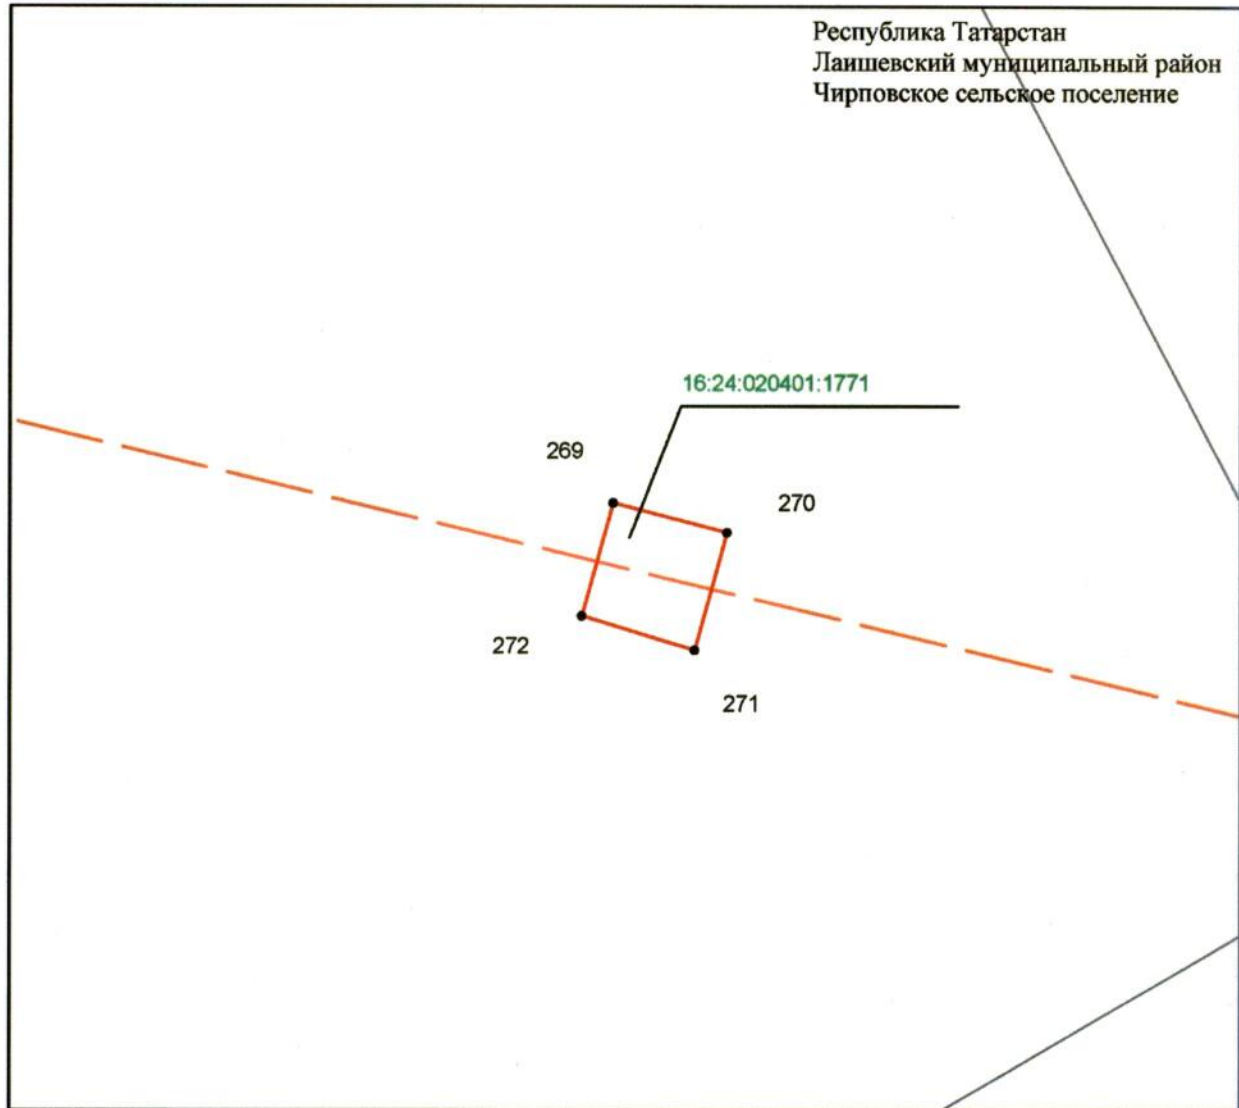 Республика Татарстан
Лаишевский муниципальный район
Чирповское сельское поселение
16:24:020401:1771
269
270
272
271